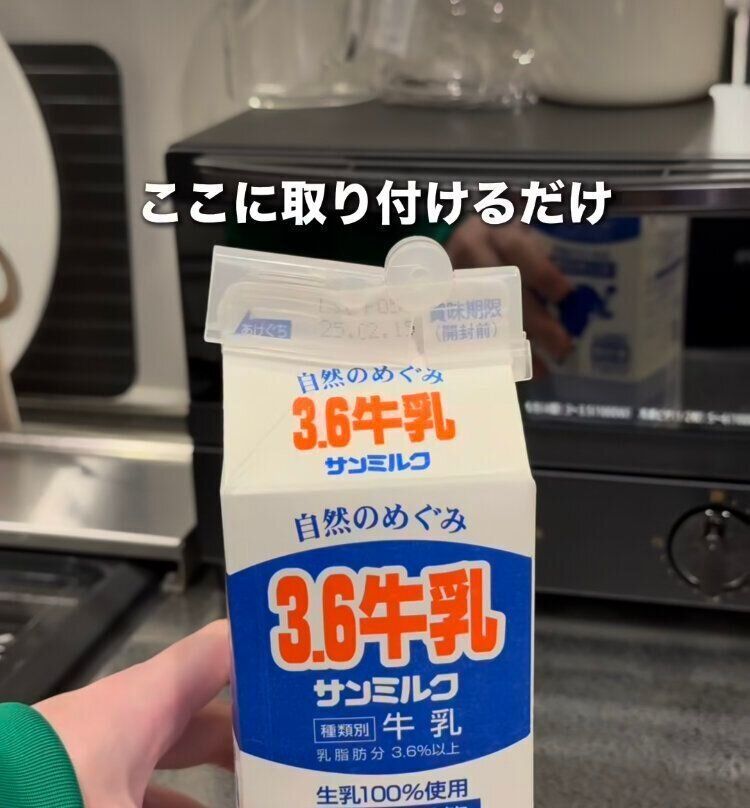 ここに取り付けるだけ
あけぐち
25.02.15
賞味期限
(開封前)
自然のめぐみ
3.6牛乳
サンミルク
自然のめぐみ
3.6牛乳
サンミルク
種類別 牛乳
乳脂肪分 3.6%以上
生乳100%使用